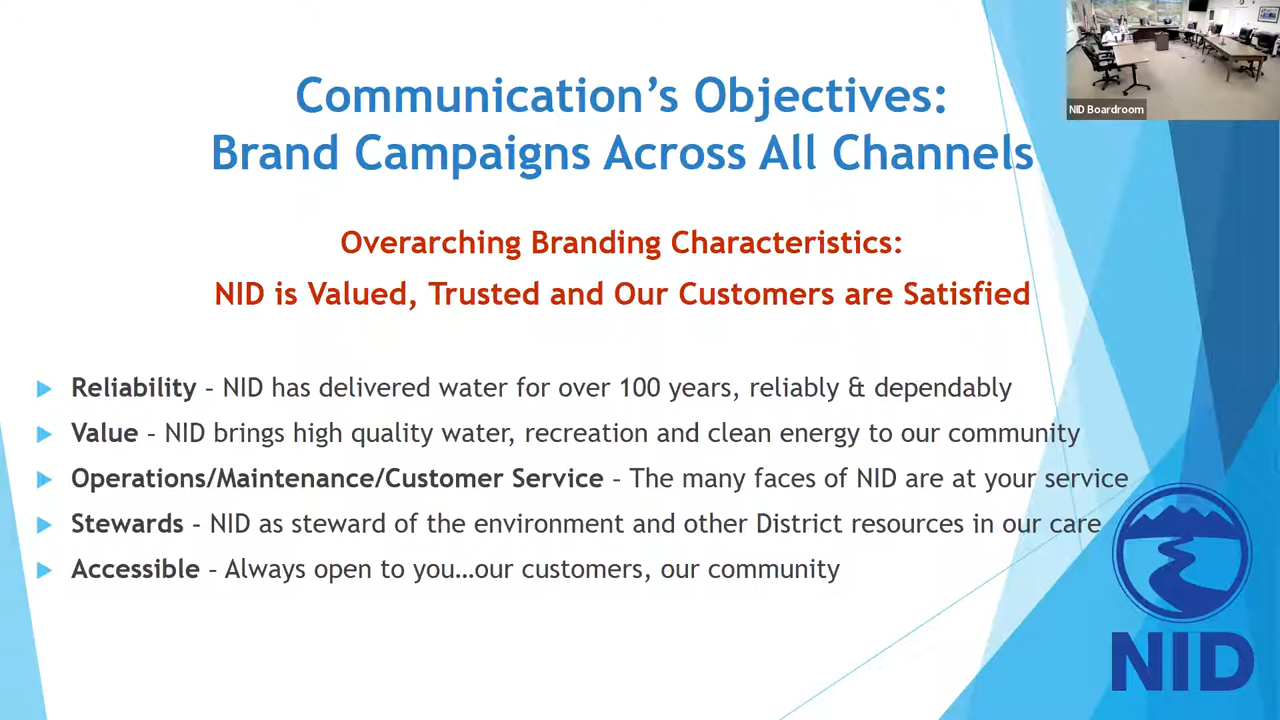 NID Boardroom
Communication’s Objectives:
Brand Campaigns Across All Channels
Overarching Branding Characteristics:
NID is Valued, Trusted and Our Customers are Satisfied
Reliability – NID has delivered water for over 100 years, reliably & dependably
Value – NID brings high quality water, recreation and clean energy to our community
Operations/Maintenance/Customer Service – The many faces of NID are at your service
Stewards – NID as steward of the environment and other District resources in our care
Accessible – Always open to you…our customers, our community
NID